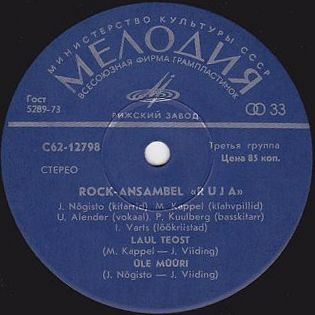 МИНИСТЕРСТВО КУЛЬТУРЫ СССР
МЕЛОДИЯ
ВСЕСОЮЗНАЯ ФИРМА ГРАМПЛАСТИНОК
РИЖСКИЙ ЗАВОД
Гост
5289-73
33
С62-12798
СТЕРЕО
Третья группа
Цена 85 коп.
ROCK-ANSAMBEL «RUJA»
J. Nõgisto (kitarrid) M. Kappel (klahvpillid)
U. Alender (vokaal) P. Kuulberg (basskitarr)
I. Varts (löökriistad)
LAUL TEOST
(M. Kappel — J. Viiding)
ÜLE MÜÜRI
(J. Nõgisto — J. Viiding)